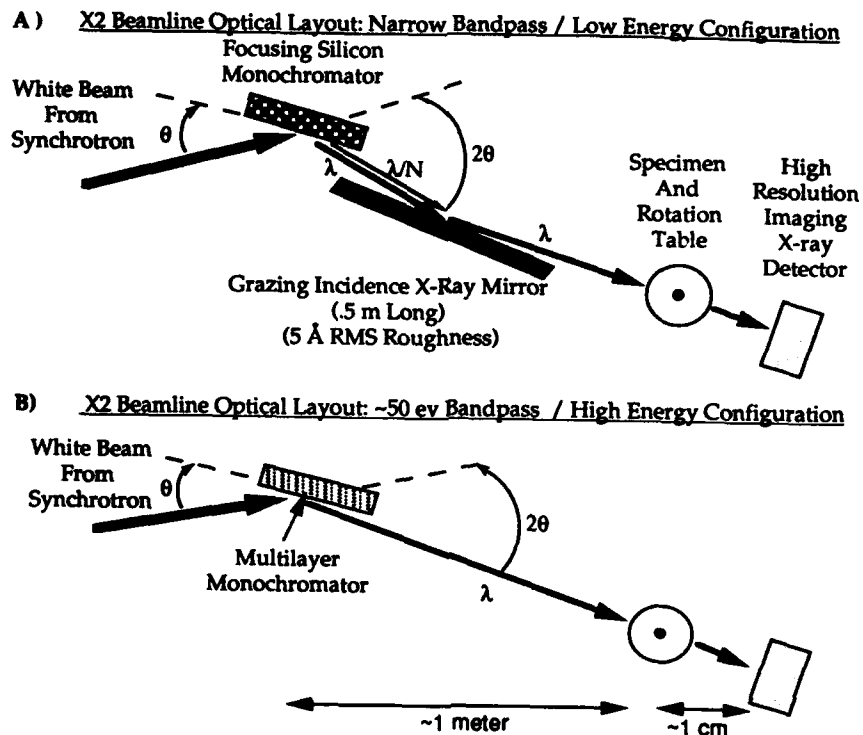 A) X2 Beamline Optical Layout: Narrow Bandpass / Low Energy Configuration
Focusing Silicon
Monochromator
White Beam
From
Synchrotron
θ
λ
λ/N
2θ
λ
Specimen
And
Rotation
Table
High
Resolution
Imaging
X-ray
Detector
Grazing Incidence X-Ray Mirror
(.5 m Long)
(5 Å RMS Roughness)
B) X2 Beamline Optical Layout: ~50 ev Bandpass / High Energy Configuration
White Beam
From
Synchrotron
θ
2θ
Multilayer
Monochromator
λ
~1 meter
~1 cm